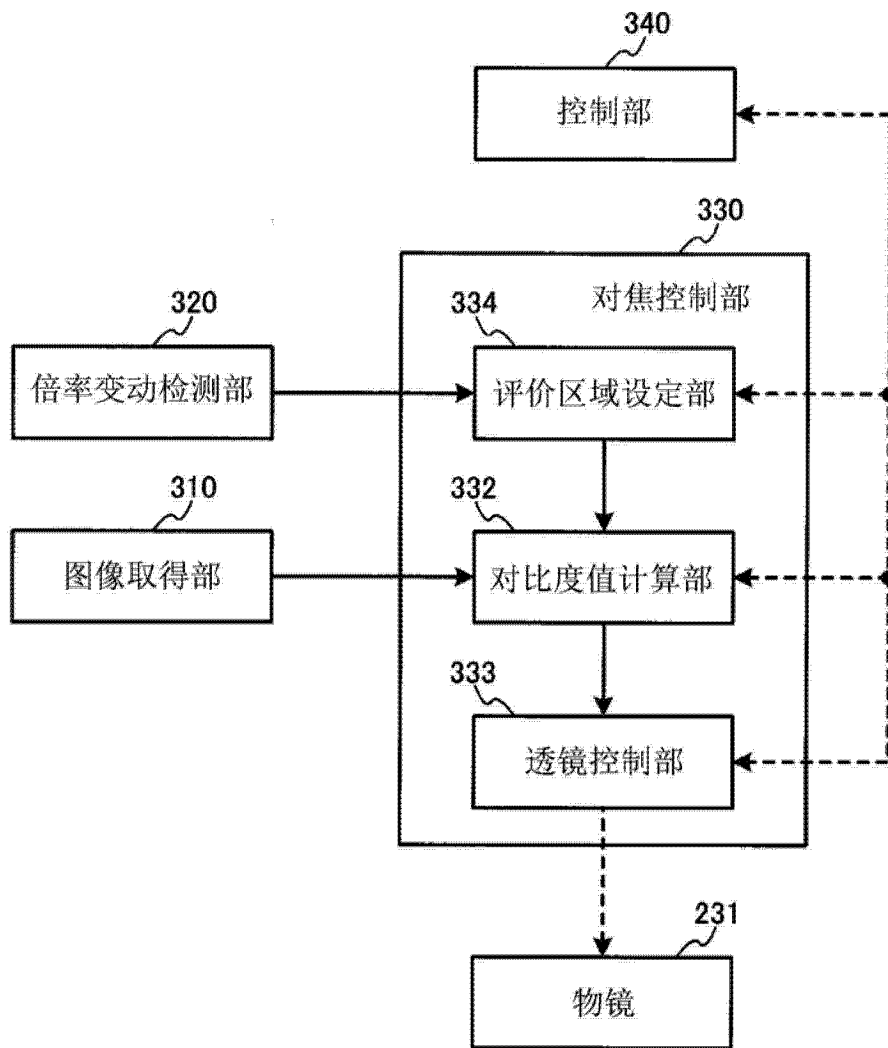 340
控制部
330
对焦控制部
320
倍率变动检测部
334
评价区域设定部
310
图像取得部
332
对比度值计算部
333
透镜控制部
231
物镜